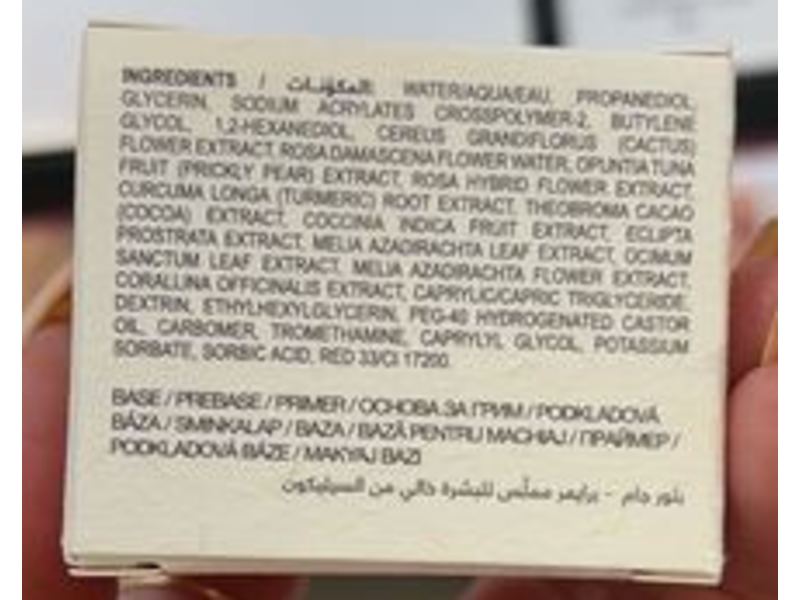 INGREDIENTS / المكوّنات: WATER/AQUA/EAU, PROPANEDIOL,
GLYCERIN, SODIUM ACRYLATES CROSSPOLYMER-2, BUTYLENE
GLYCOL, 1,2-HEXANEDIOL, CEREUS GRANDIFLORUS (CACTUS)
FLOWER EXTRACT, ROSA DAMASCENA FLOWER WATER, OPUNTIA TUNA
FRUIT (PRICKLY PEAR) EXTRACT, ROSA HYBRID FLOWER EXTRACT,
CURCUMA LONGA (TURMERIC) ROOT EXTRACT, THEOBROMA CACAO
(COCOA) EXTRACT, COCCINIA INDICA FRUIT EXTRACT, ECLIPTA
PROSTRATA EXTRACT, MELIA AZADIRACHTA LEAF EXTRACT, OCIMUM
SANCTUM LEAF EXTRACT, MELIA AZADIRACHTA FLOWER EXTRACT,
CORALLINA OFFICINALIS EXTRACT, CAPRYLIC/CAPRIC TRIGLYCERIDE,
DEXTRIN, ETHYLHEXYLGLYCERIN, PEG-40 HYDROGENATED CASTOR
OIL, CARBOMER, TROMETHAMINE, CAPRYLYL GLYCOL, POTASSIUM
SORBATE, SORBIC ACID, RED 33/CI 17200.
BASE / PREBASE / PRIMER / ОСНОВА ЗА ГРИМ / PODKLADOVÁ
BÁZA / SMINKALAP / BAZA / BAZĂ PENTRU MACHIAJ / ПРАЙМЕР /
PODKLADOVÁ BÁZE / MAKYAJ BAZI
بلور جام - برايمر مملّس للبشرة خالي من السيليكون